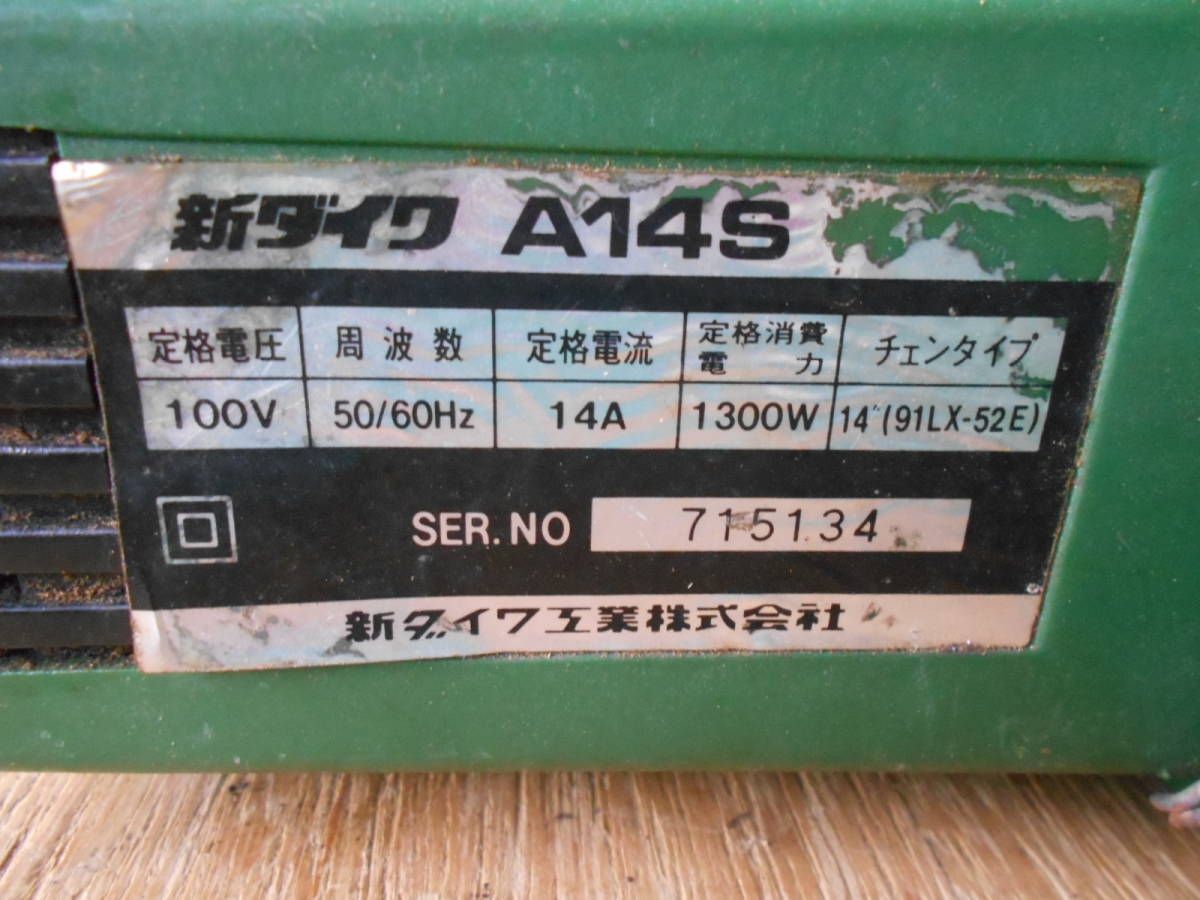 新ダイワ A14S
定格電圧 周波数 定格電流 定格消費電力 チェンタイプ
100V 50/60Hz 14A 1300W 14" (91LX-52E)
SER.NO 715134
新ダイワ工業株式会社